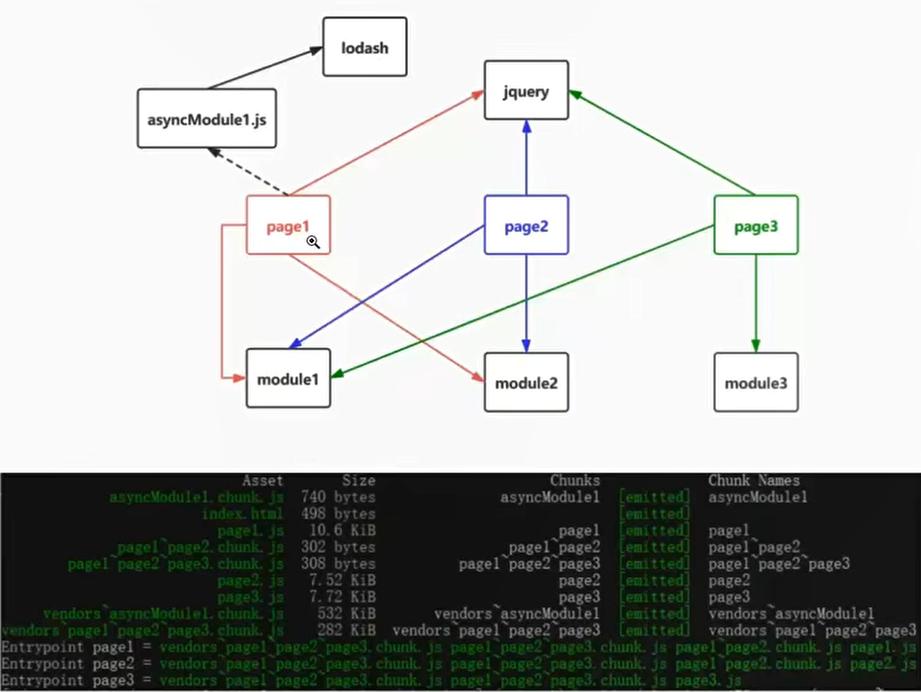 lodash
jquery
asyncModule1.js
page1
page2
page3
module1
module2
module3
Asset Size Chunks Chunk Names
asyncModule1.chunk.js 740 bytes asyncModule1 [emitted] asyncModule1
index.html 498 bytes [emitted]
page1.js 10.6 KiB page1 [emitted] page1
page1~page2.chunk.js 302 bytes page1~page2 [emitted] page1~page2
page1~page2~page3.chunk.js 308 bytes page1~page2~page3 [emitted] page1~page2~page3
page2.js 7.52 KiB page2 [emitted] page2
page3.js 7.72 KiB page3 [emitted] page3
vendors~asyncModule1.chunk.js 532 KiB vendors~asyncModule1 [emitted] vendors~asyncModule1
vendors~page1~page2~page3.chunk.js 282 KiB vendors~page1~page2~page3 [emitted] vendors~page1~page2~page3
Entrypoint page1 = vendors~page1~page2~page3.chunk.js page1~page2~page3.chunk.js page1~page2.chunk.js page1.js
Entrypoint page2 = vendors~page1~page2~page3.chunk.js page1~page2~page3.chunk.js page1~page2.chunk.js page2.js
Entrypoint page3 = vendors~page1~page2~page3.chunk.js page1~page2~page3.chunk.js page3.js